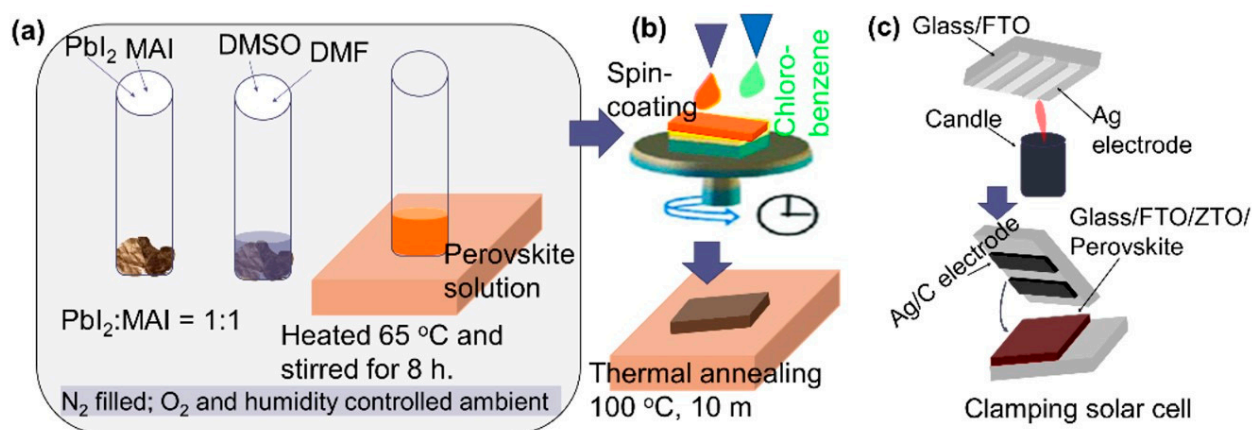 (a)
PbI2 MAI
DMSO
DMF
Perovskite
solution
PbI2:MAI = 1:1
Heated 65 oC and
stirred for 8 h.
N2 filled; O2 and humidity controlled ambient
(b)
Spin-
coating
Chloro-
benzene
Thermal annealing
100 oC, 10 m
(c)
Glass/FTO
Candle
Ag
electrode
Glass/FTO/ZTO/
Perovskite
Ag/C electrode
Clamping solar cell